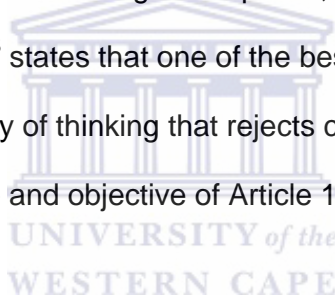 ' states that one of the bes
y of thinking that rejects c
and objective of Article 1
UNIVERSITY of the
WESTERN CAPE